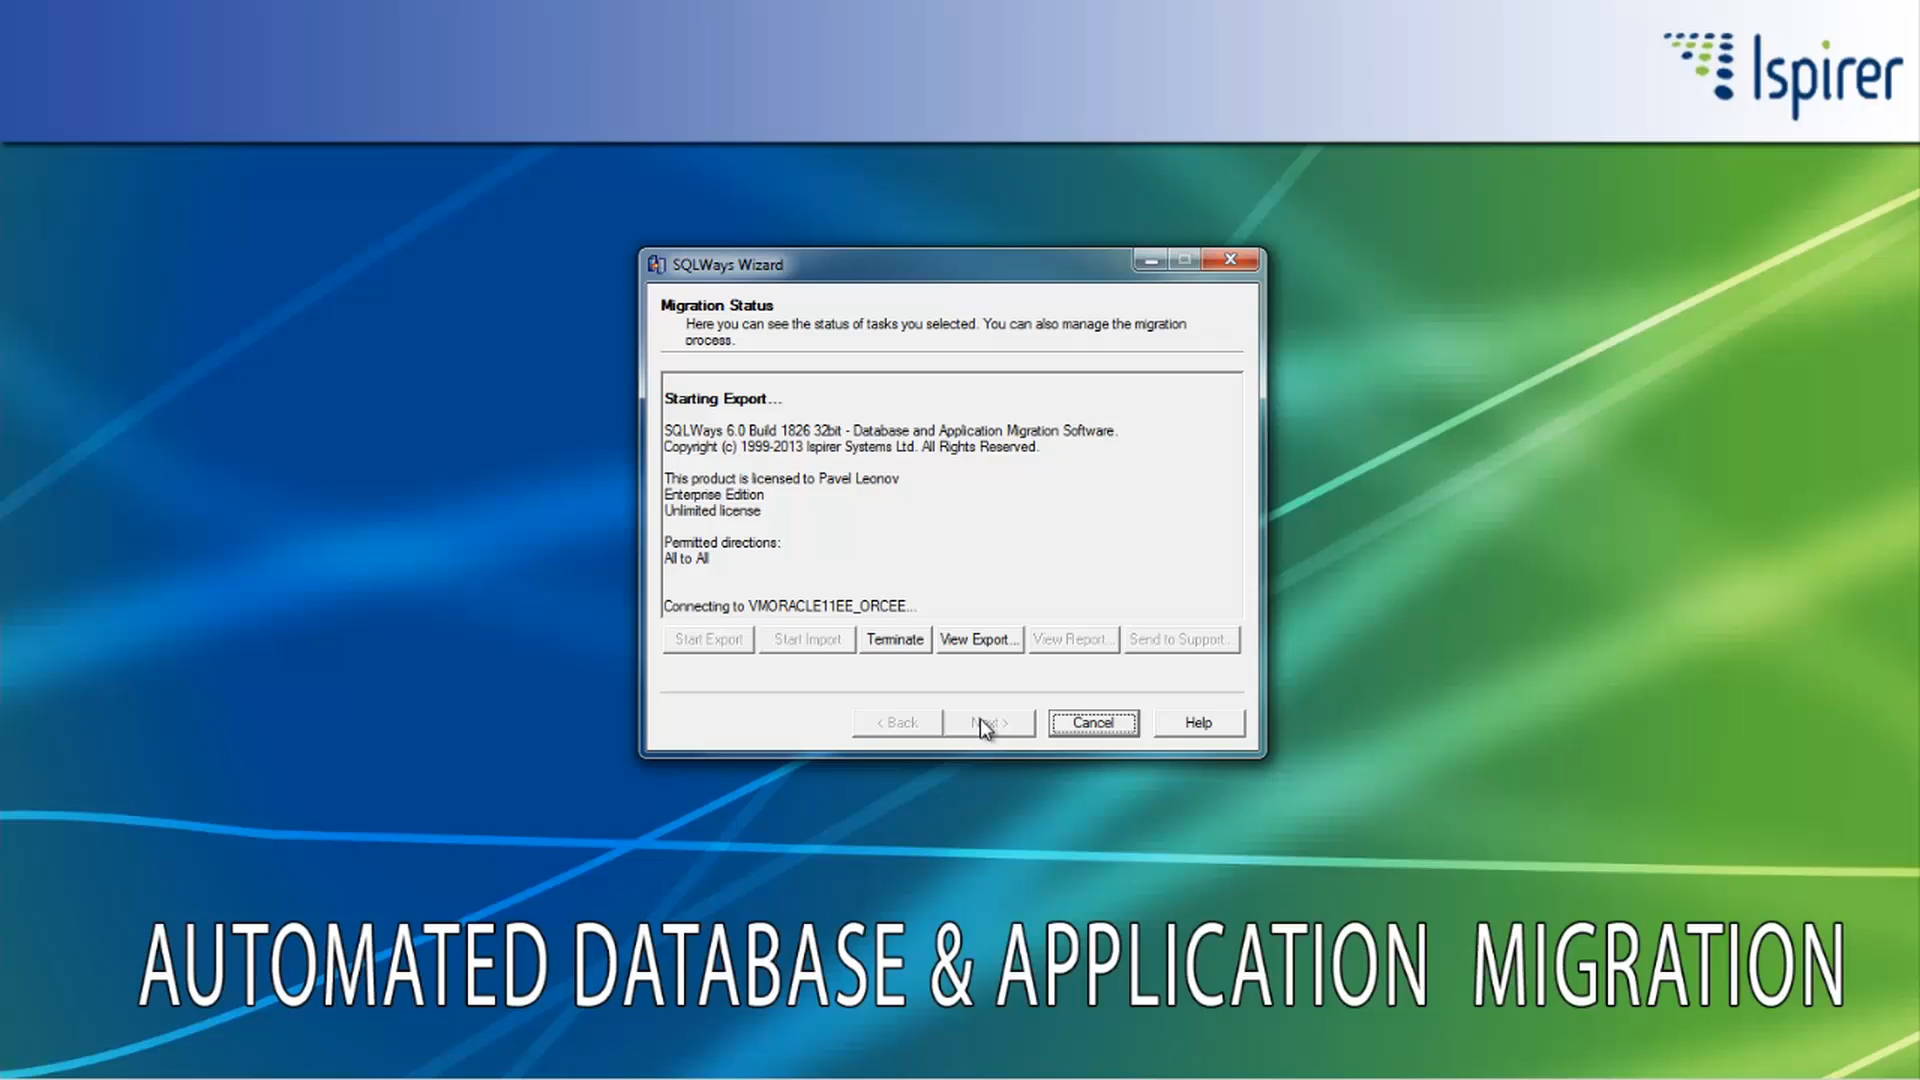 Ispirer
SQLWays Wizard
Migration Status
Here you can see the status of tasks you selected. You can also manage the migration
process.
Starting Export...
SQLWays 6.0 Build 1826 32bit - Database and Application Migration Software.
Copyright (c) 1999-2013 Ispirer Systems Ltd. All Rights Reserved.
This product is licensed to Pavel Leonov
Enterprise Edition
Unlimited license
Permitted directions:
All to All
Connecting to VMORACLE11EE_ORCEE...
Start Export Start Import Terminate View Export... View Report... Send to Support...
< Back Next > Cancel Help
AUTOMATED DATABASE & APPLICATION MIGRATION